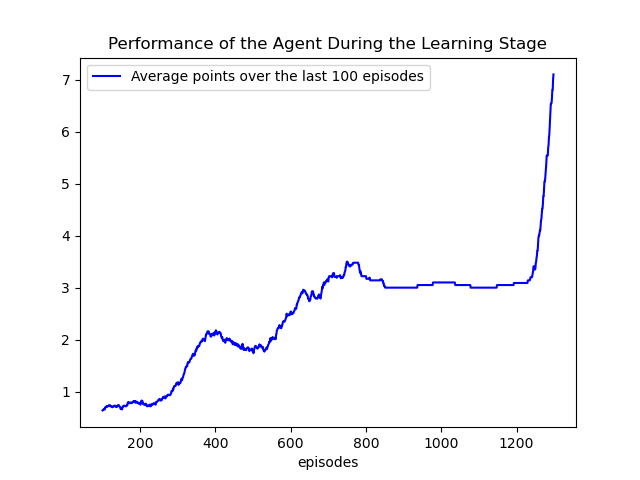 Performance of the Agent During the Learning Stage
Average points over the last 100 episodes
7
6
5
4
3
2
1
200 400 600 800 1000 1200
episodes